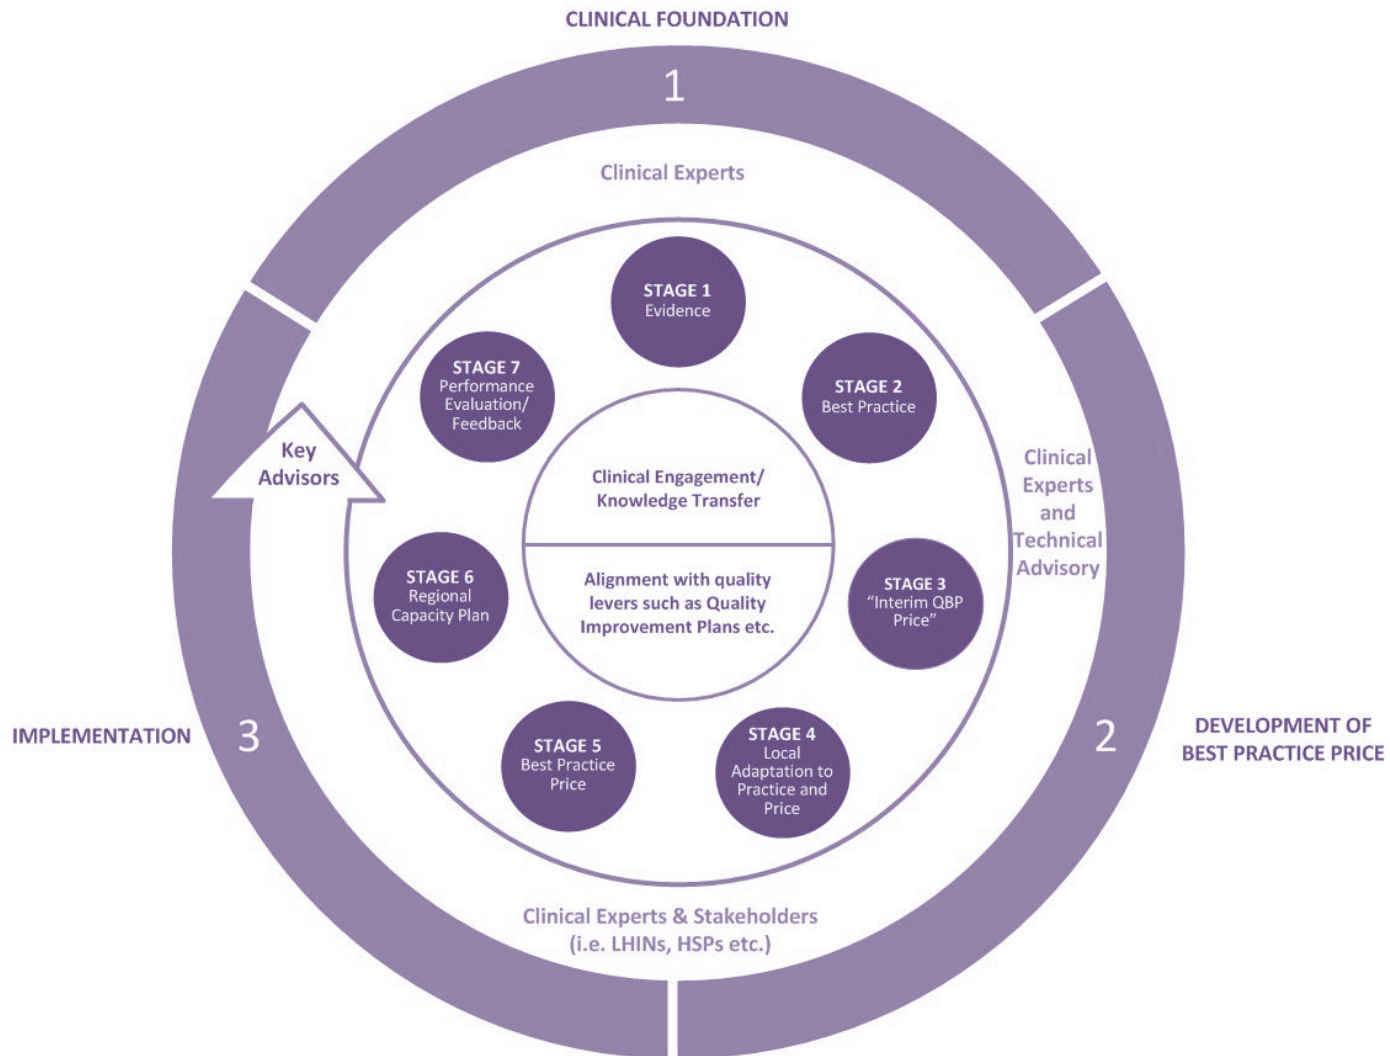 CLINICAL FOUNDATION
1
Clinical Experts
STAGE 1
Evidence
STAGE 2
Best Practice
STAGE 7
Performance
Evaluation/
Feedback
Key
Advisors
Clinical Engagement/
Knowledge Transfer
Clinical
Experts
and
Technical
Advisory
STAGE 3
“Interim QBP
Price”
STAGE 6
Regional
Capacity Plan
Alignment with quality
levers such as Quality
Improvement Plans etc.
STAGE 4
Local
Adaptation to
Practice and
Price
STAGE 5
Best Practice
Price
IMPLEMENTATION
3
2
DEVELOPMENT OF
BEST PRACTICE PRICE
Clinical Experts & Stakeholders
(i.e. LHINs, HSPs etc.)